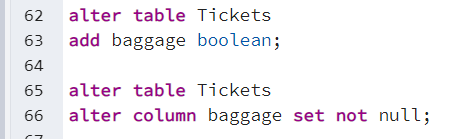 62 alter table Tickets
63 add baggage boolean;
64
65 alter table Tickets
66 alter column baggage set not null;